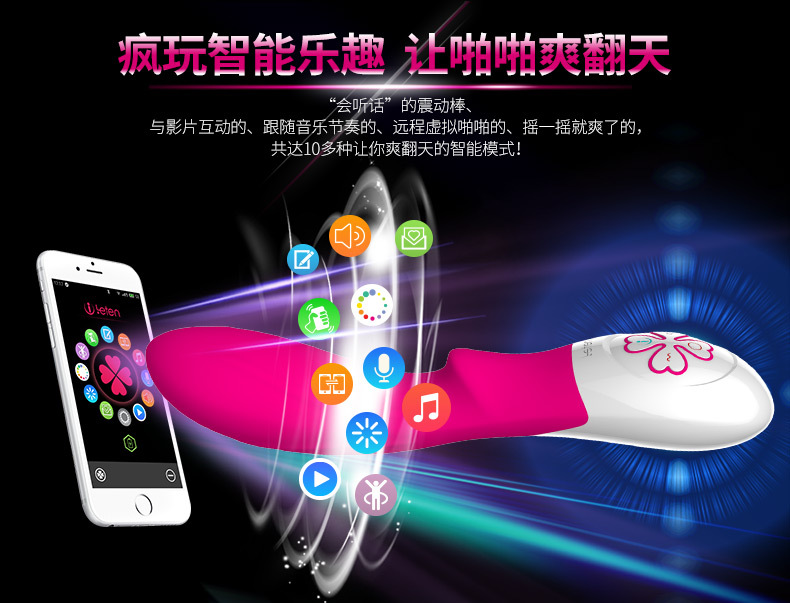 疯玩智能乐趣 让啪啪爽翻天
“会听话”的震动棒、
与影片互动的、跟随音乐节奏的、远程虚拟啪啪的、摇一摇就爽了的，
共达10多种让你爽翻天的智能模式！
leten